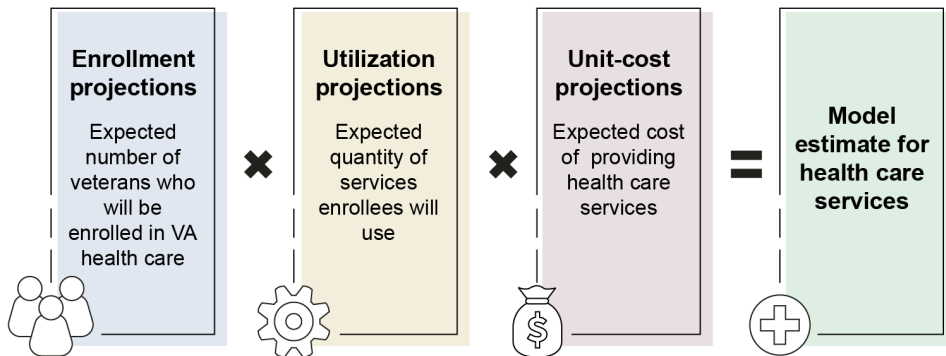 Enrollment
projections
Expected
number of
veterans who
will be
enrolled in VA
health care
×
Utilization
projections
Expected
quantity of
services
enrollees will
use
×
Unit-cost
projections
Expected cost
of providing
health care
services
$
=
Model
estimate for
health care
services